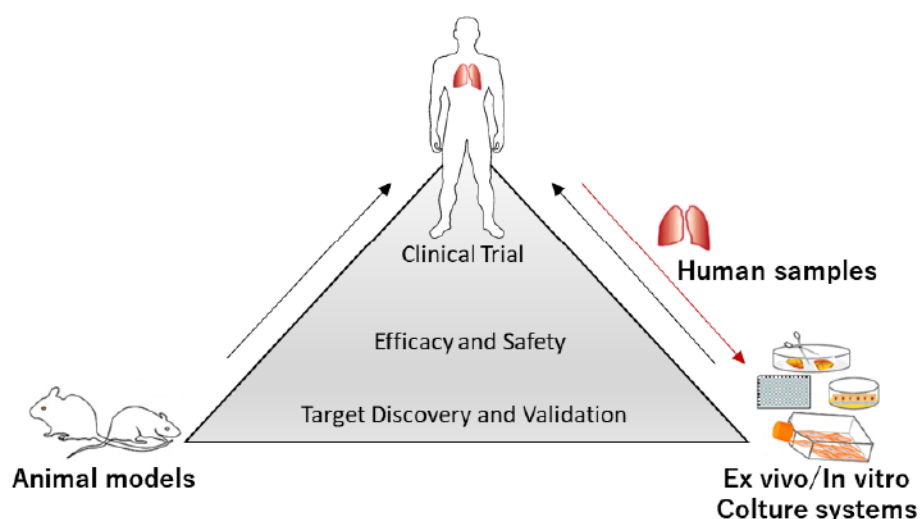 Clinical Trial
Human samples
Efficacy and Safety
Target Discovery and Validation
Animal models
Ex vivo/In vitro
Colture systems